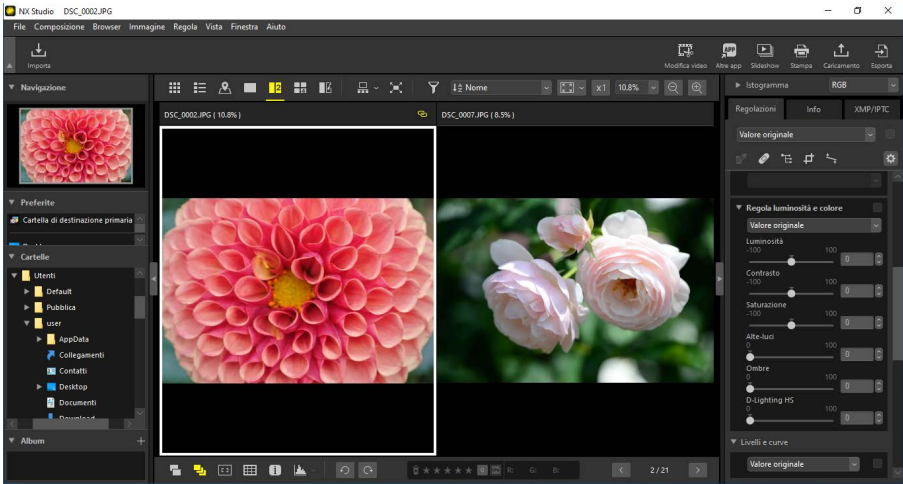 NX Studio DSC_0002.JPG
File Composizione Browser Immagine Regola Vista Finestra Aiuto
Importa
Modifica video Altre app Slideshow Stampa Caricamento Esporta
Navigazione
Nome
x1 10.8%
Istogramma RGB
DSC_0002.JPG ( 10.8% )
DSC_0007.JPG ( 8.5% )
Regolazioni Info XMP/IPTC
Valore originale
Preferite
Cartella di destinazione primaria
Cartelle
Utenti
Default
Pubblica
user
AppData
Collegamenti
Contatti
Desktop
Documenti
Download
Album
Regola luminosità e colore
Valore originale
Luminosità
-100 100
0
Contrasto
-100 100
0
Saturazione
-100 100
0
Alte-luci
0 100
0
Ombre
0 100
0
D-Lighting HS
0 100
0
Livelli e curve
Valore originale
R: G: B:
2 / 21